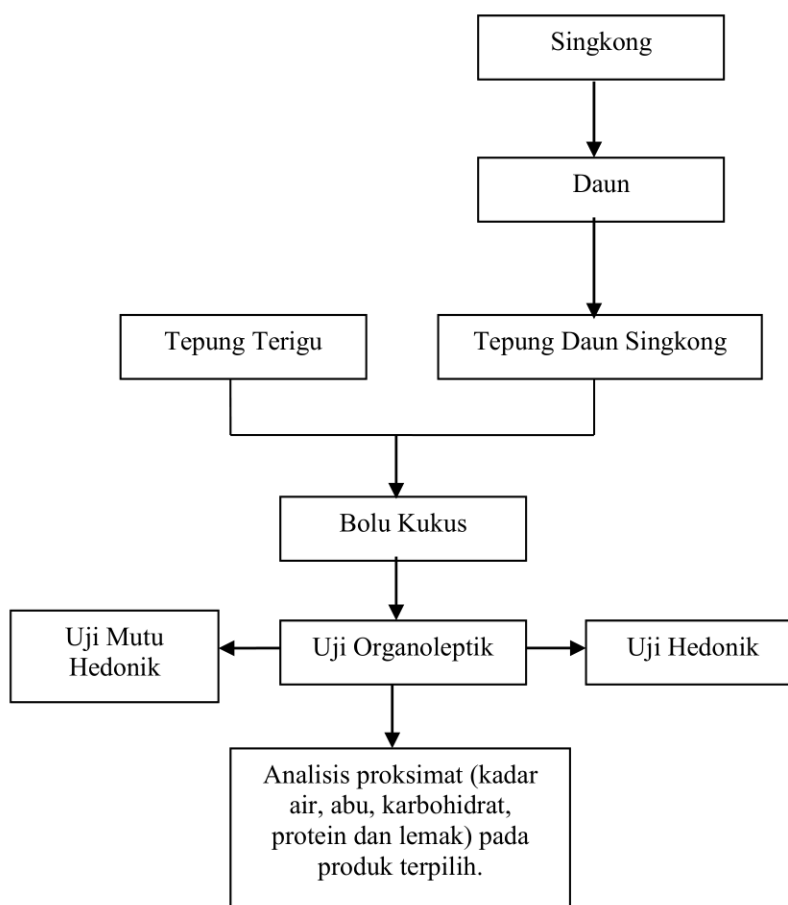 Singkong
Daun
Tepung Terigu
Tepung Daun Singkong
Bolu Kukus
Uji Mutu
Hedonik
Uji Organoleptik
Uji Hedonik
Analisis proksimat (kadar
air, abu, karbohidrat,
protein dan lemak) pada
produk terpilih.